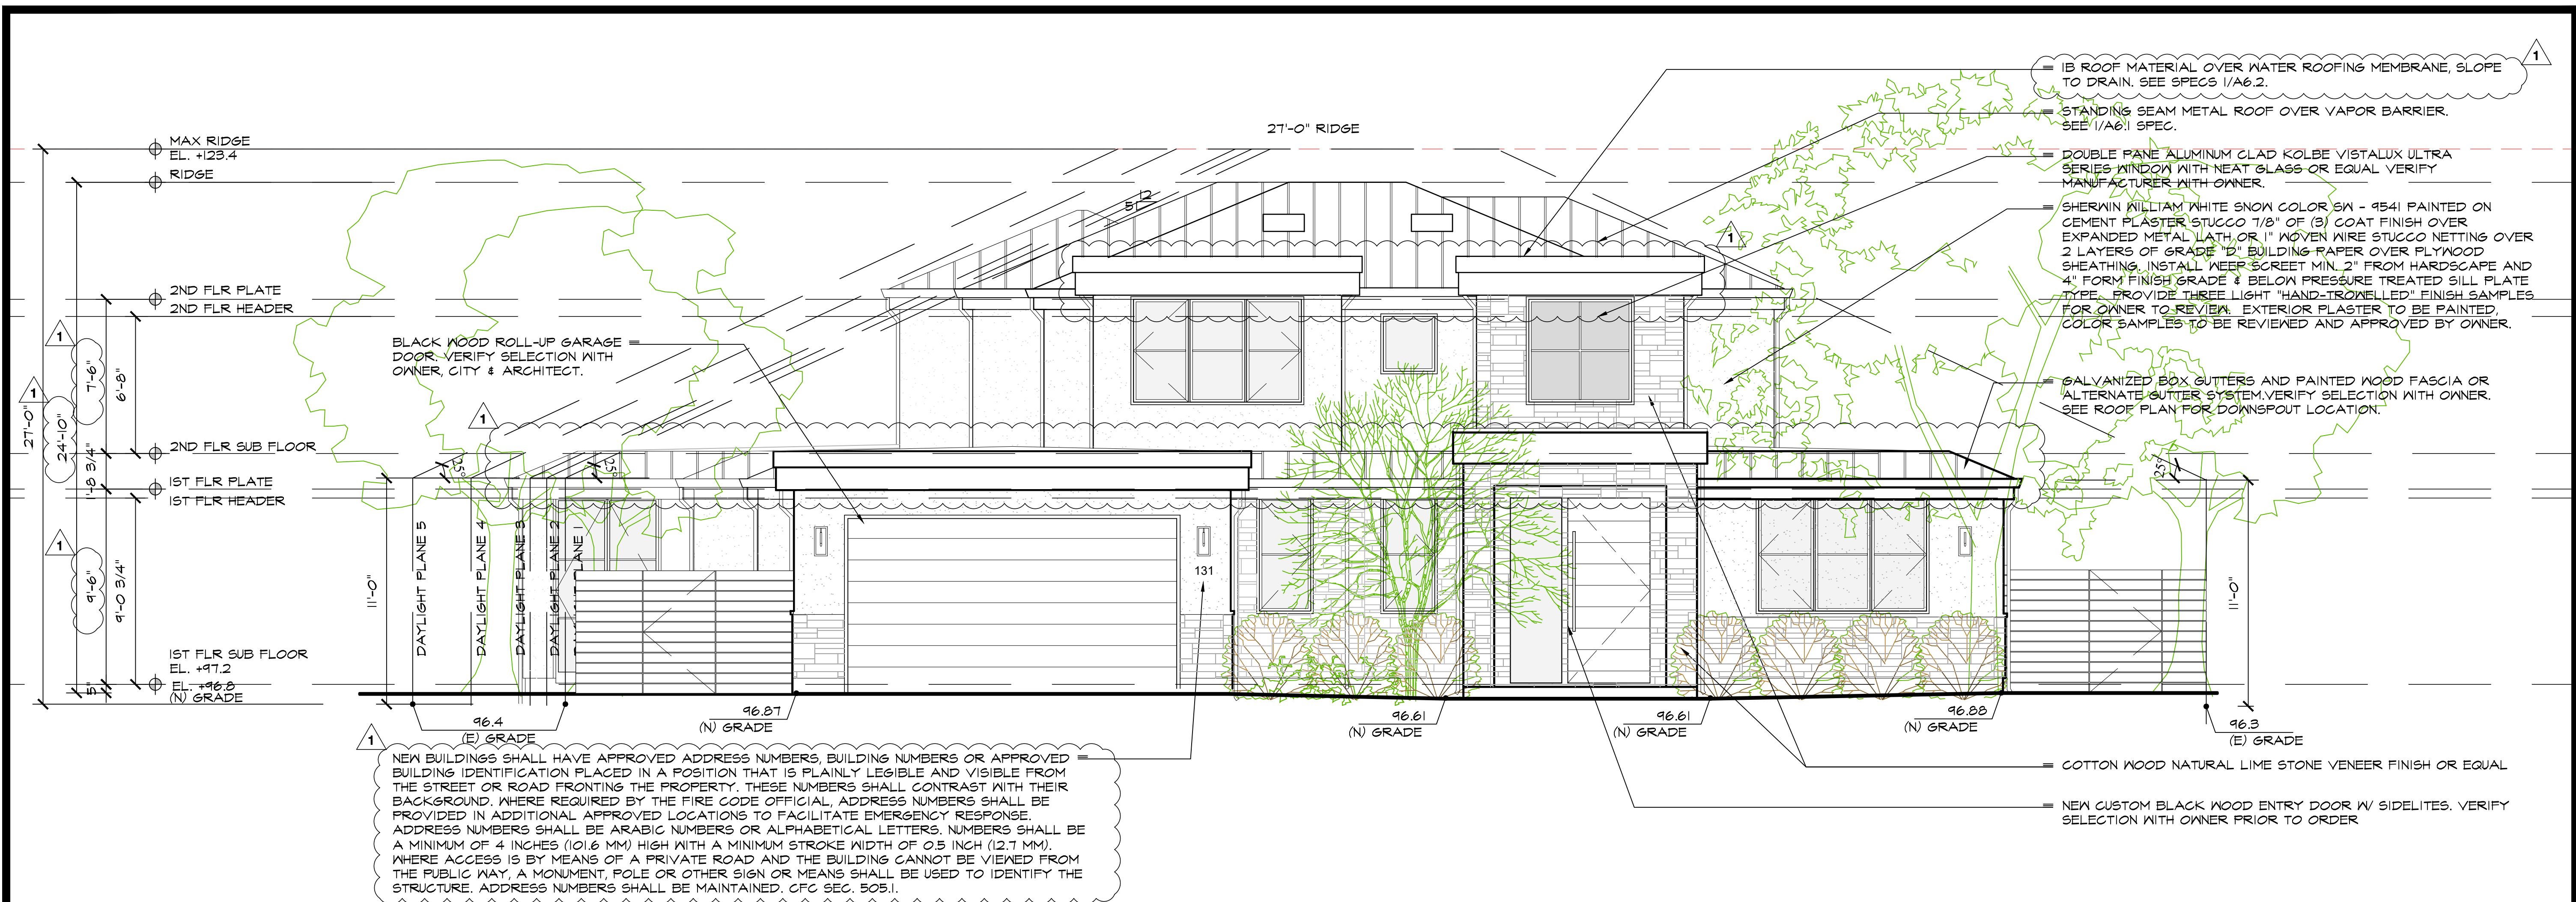 1
IB ROOF MATERIAL OVER WATER ROOFING MEMBRANE, SLOPE
TO DRAIN. SEE SPECS 1/A6.2.
STANDING SEAM METAL ROOF OVER VAPOR BARRIER.
SEE 1/A6.1 SPEC.
DOUBLE PANE ALUMINUM CLAD KOLBE VISTALUX ULTRA
SERIES WINDOW WITH NEAT GLASS OR EQUAL VERIFY
MANUFACTURER WITH OWNER.
SHERWIN WILLIAM WHITE SNOW COLOR SW - 9541 PAINTED ON
CEMENT PLASTER STUCCO 7/8" OF (3) COAT FINISH OVER
EXPANDED METAL LATH OR 1" WOVEN WIRE STUCCO NETTING OVER
2 LAYERS OF GRADE "D" BUILDING PAPER OVER PLYWOOD
SHEATHING. INSTALL WEEP SCREET MIN. 2" FROM HARDSCAPE AND
4" FORM FINISH GRADE & BELOW PRESSURE TREATED SILL PLATE
TYPE. PROVIDE THREE LIGHT "HAND-TROWELLED" FINISH SAMPLES
FOR OWNER TO REVIEW. EXTERIOR PLASTER TO BE PAINTED,
COLOR SAMPLES TO BE REVIEWED AND APPROVED BY OWNER.
GALVANIZED BOX GUTTERS AND PAINTED WOOD FASCIA OR
ALTERNATE GUTTER SYSTEM.VERIFY SELECTION WITH OWNER.
SEE ROOF PLAN FOR DOWNSPOUT LOCATION.
27'-0" RIDGE
MAX RIDGE
EL. +123.4
RIDGE
12
5
1
2ND FLR PLATE
2ND FLR HEADER
BLACK WOOD ROLL-UP GARAGE
DOOR. VERIFY SELECTION WITH
OWNER, CITY & ARCHITECT.
1
7'-6"
6'-8"
1
27'-0"
24'-10"
1
2ND FLR SUB FLOOR
1'-8 3/4"
25°
25°
25°
1ST FLR PLATE
1ST FLR HEADER
1
9'-6"
9'-0 3/4"
11'-0"
DAYLIGHT PLANE 5
DAYLIGHT PLANE 4
DAYLIGHT PLANE 3
DAYLIGHT PLANE 2
PLANE 1
131
11'-0"
1ST FLR SUB FLOOR
EL. +97.2
EL. +96.8
(N) GRADE
5"
96.4
(E) GRADE
96.87
(N) GRADE
96.61
(N) GRADE
96.61
(N) GRADE
96.88
(N) GRADE
96.3
(E) GRADE
1
NEW BUILDINGS SHALL HAVE APPROVED ADDRESS NUMBERS, BUILDING NUMBERS OR APPROVED
BUILDING IDENTIFICATION PLACED IN A POSITION THAT IS PLAINLY LEGIBLE AND VISIBLE FROM
THE STREET OR ROAD FRONTING THE PROPERTY. THESE NUMBERS SHALL CONTRAST WITH THEIR
BACKGROUND. WHERE REQUIRED BY THE FIRE CODE OFFICIAL, ADDRESS NUMBERS SHALL BE
PROVIDED IN ADDITIONAL APPROVED LOCATIONS TO FACILITATE EMERGENCY RESPONSE.
ADDRESS NUMBERS SHALL BE ARABIC NUMBERS OR ALPHABETICAL LETTERS. NUMBERS SHALL BE
A MINIMUM OF 4 INCHES (101.6 MM) HIGH WITH A MINIMUM STROKE WIDTH OF 0.5 INCH (12.7 MM).
WHERE ACCESS IS BY MEANS OF A PRIVATE ROAD AND THE BUILDING CANNOT BE VIEWED FROM
THE PUBLIC WAY, A MONUMENT, POLE OR OTHER SIGN OR MEANS SHALL BE USED TO IDENTIFY THE
STRUCTURE. ADDRESS NUMBERS SHALL BE MAINTAINED. CFC SEC. 505.1.
COTTON WOOD NATURAL LIME STONE VENEER FINISH OR EQUAL
NEW CUSTOM BLACK WOOD ENTRY DOOR W/ SIDELITES. VERIFY
SELECTION WITH OWNER PRIOR TO ORDER